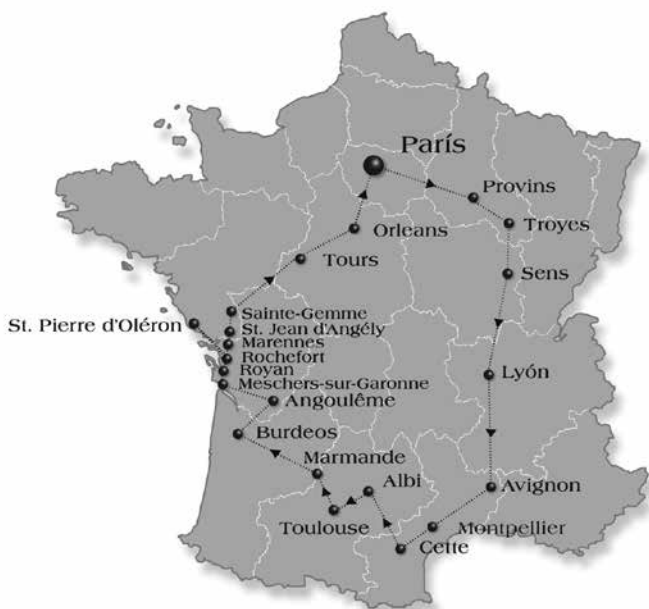 París
Provins
Troyes
Orleans
Tours
Sens
Sainte-Gemme
St. Pierre d'Oléron
St. Jean d'Angély
Marennes
Rochefort
Royan
Lyón
Meschers-sur-Garonne
Angoulême
Burdeos
Marmande
Albi
Avignon
Toulouse
Montpellier
Cette